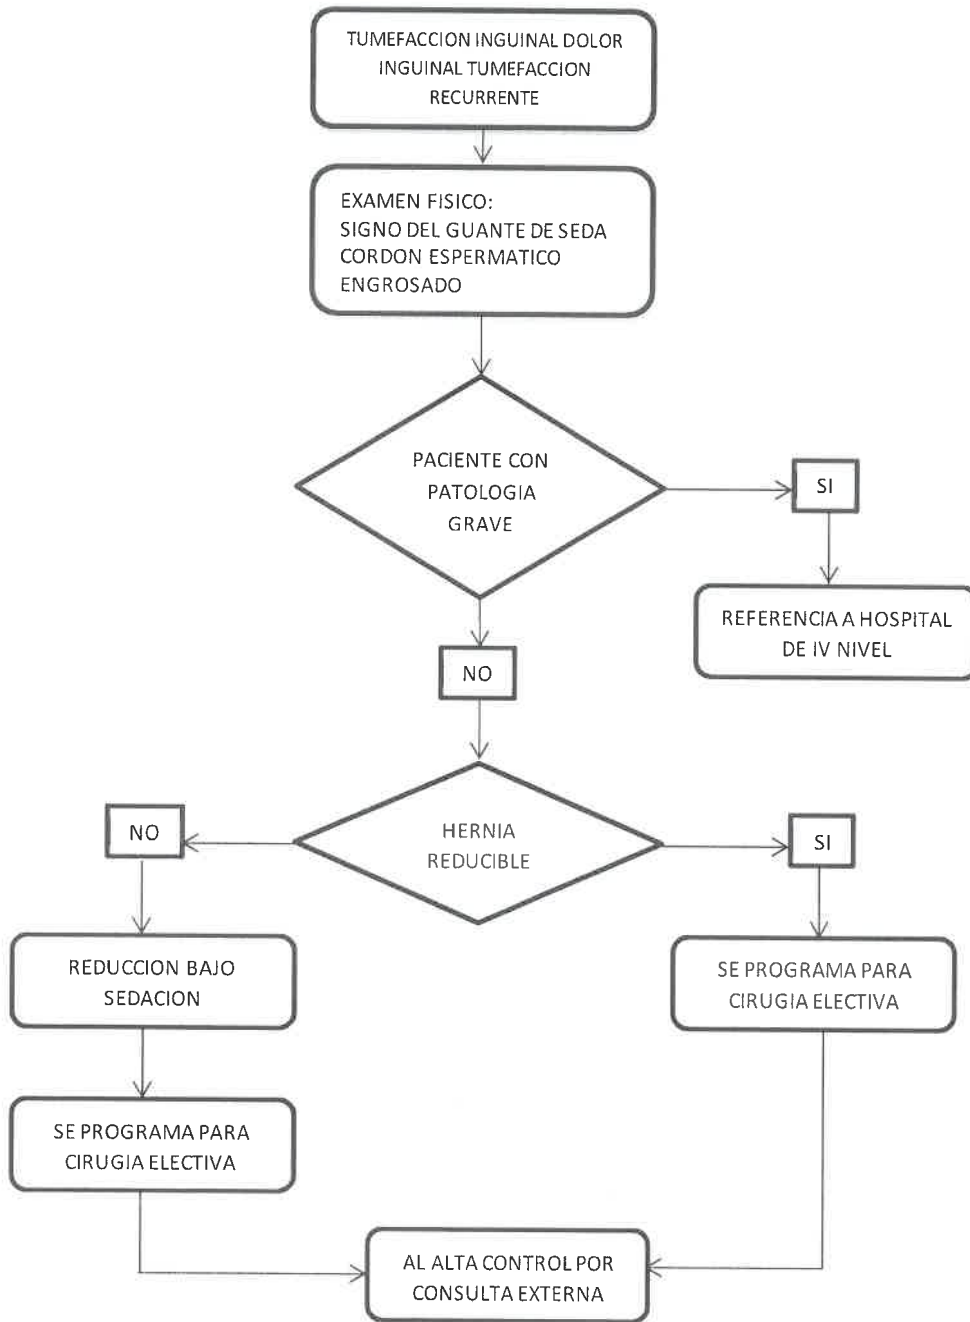 TUMEFACCION INGUINAL DOLOR
INGUINAL TUMEFACCION
RECURRENTE
EXAMEN FISICO:
SIGNO DEL GUANTE DE SEDA
CORDON ESPERMATICO
ENGROSADO
PACIENTE CON
PATOLOGIA
GRAVE
SI
REFERENCIA A HOSPITAL
DE IV NIVEL
NO
HERNIA
REDUCIBLE
NO
SI
REDUCCION BAJO
SEDACION
SE PROGRAMA PARA
CIRUGIA ELECTIVA
SE PROGRAMA PARA
CIRUGIA ELECTIVA
AL ALTA CONTROL POR
CONSULTA EXTERNA